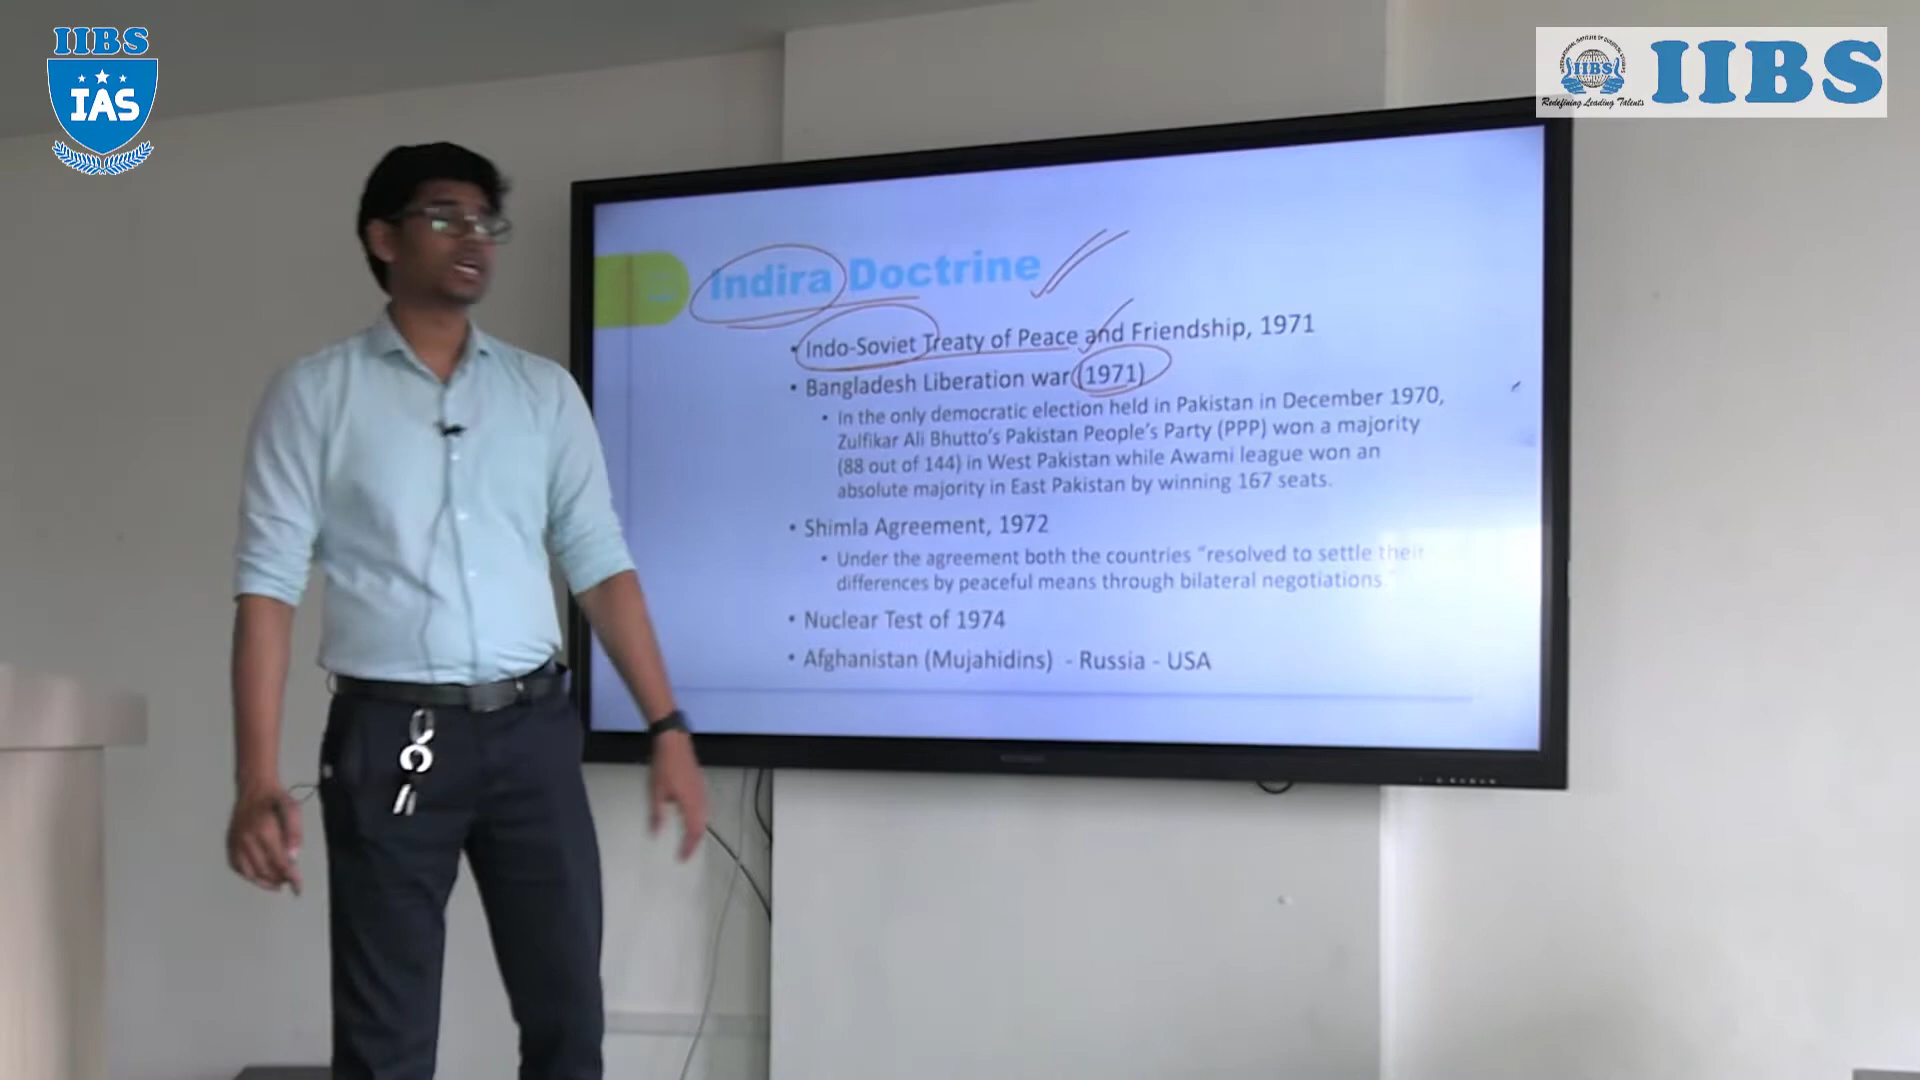 IIBS
IAS
IIBS
Redefining Leading Talents
IIBS
Indira Doctrine
• Indo-Soviet Treaty of Peace and Friendship, 1971
• Bangladesh Liberation war (1971)
• In the only democratic election held in Pakistan in December 1970,
Zulfikar Ali Bhutto's Pakistan People's Party (PPP) won a majority
(88 out of 144) in West Pakistan while Awami league won an
absolute majority in East Pakistan by winning 167 seats.
• Shimla Agreement, 1972
• Under the agreement both the countries "resolved to settle their
differences by peaceful means through bilateral negotiations."
• Nuclear Test of 1974
• Afghanistan (Mujahidins) - Russia - USA